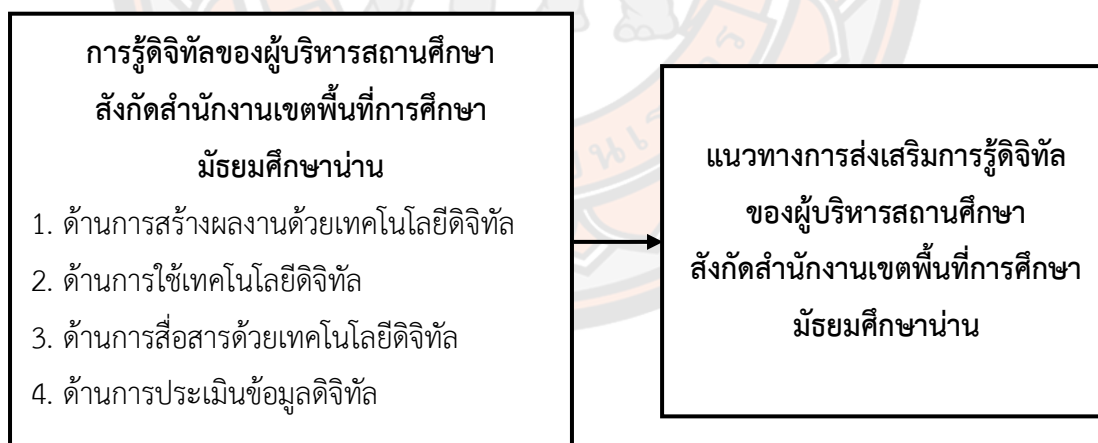 การรู้ดิจิทัลของผู้บริหารสถานศึกษา
สังกัดสำนักงานเขตพื้นที่การศึกษา
มัธยมศึกษาน่าน
1. ด้านการสร้างผลงานด้วยเทคโนโลยีดิจิทัล
2. ด้านการใช้เทคโนโลยีดิจิทัล
3. ด้านการสื่อสารด้วยเทคโนโลยีดิจิทัล
4. ด้านการประเมินข้อมูลดิจิทัล
แนวทางการส่งเสริมการรู้ดิจิทัล
ของผู้บริหารสถานศึกษา
สังกัดสำนักงานเขตพื้นที่การศึกษา
มัธยมศึกษาน่าน